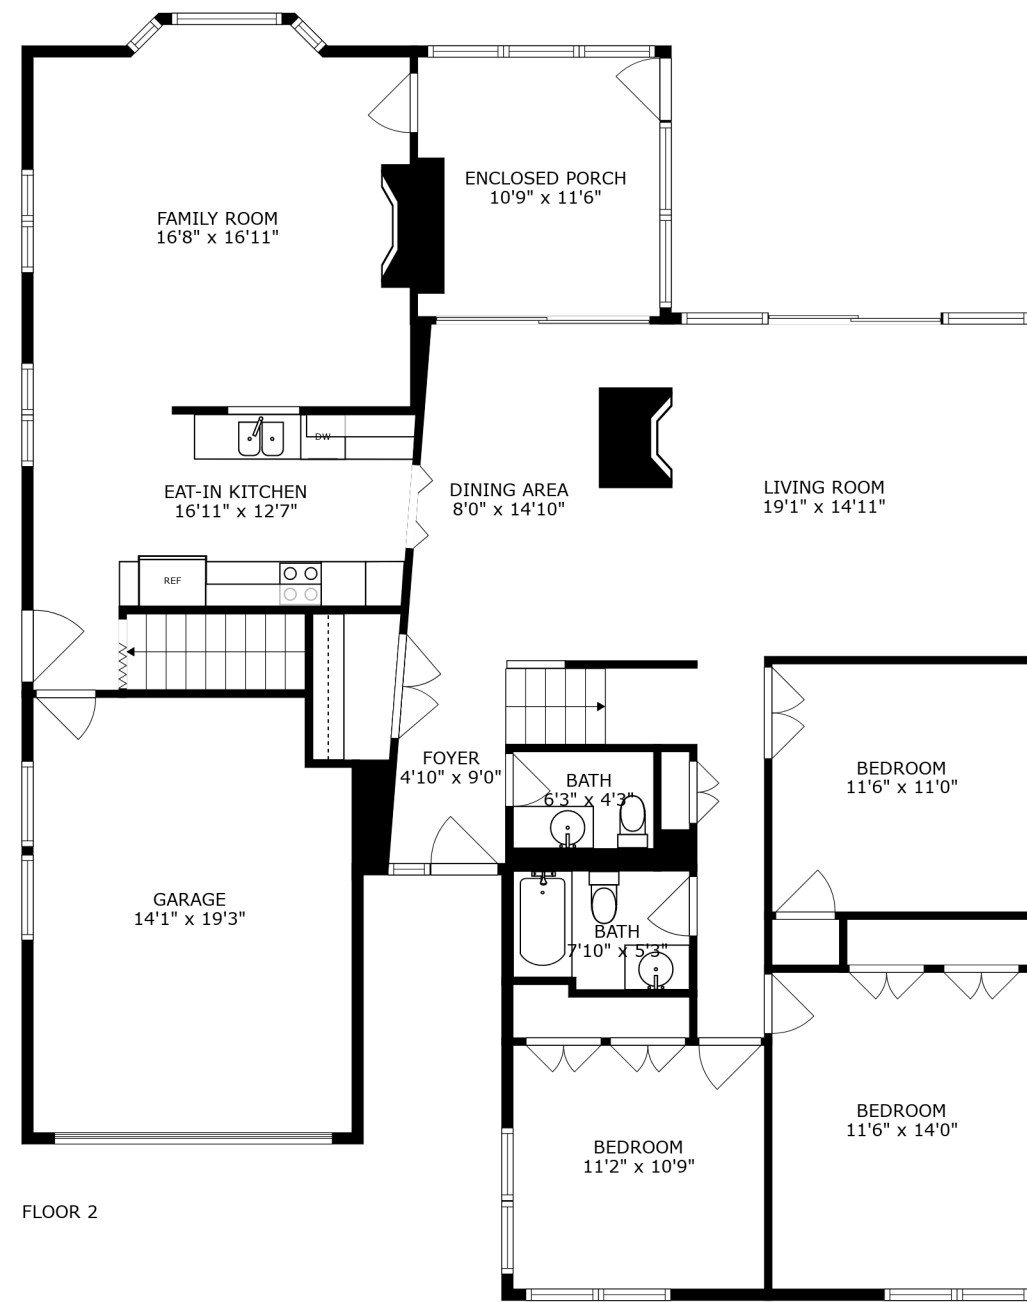 ENCLOSED PORCH
10'9" x 11'6"
FAMILY ROOM
16'8" x 16'11"
DW
EAT-IN KITCHEN
16'11" x 12'7"
DINING AREA
8'0" x 14'10"
LIVING ROOM
19'1" x 14'11"
REF
FOYER
4'10" x 9'0"
BATH
6'3" x 4'3"
BEDROOM
11'6" x 11'0"
GARAGE
14'1" x 19'3"
BATH
7'10" x 5'3"
BEDROOM
11'6" x 14'0"
BEDROOM
11'2" x 10'9"
FLOOR 2